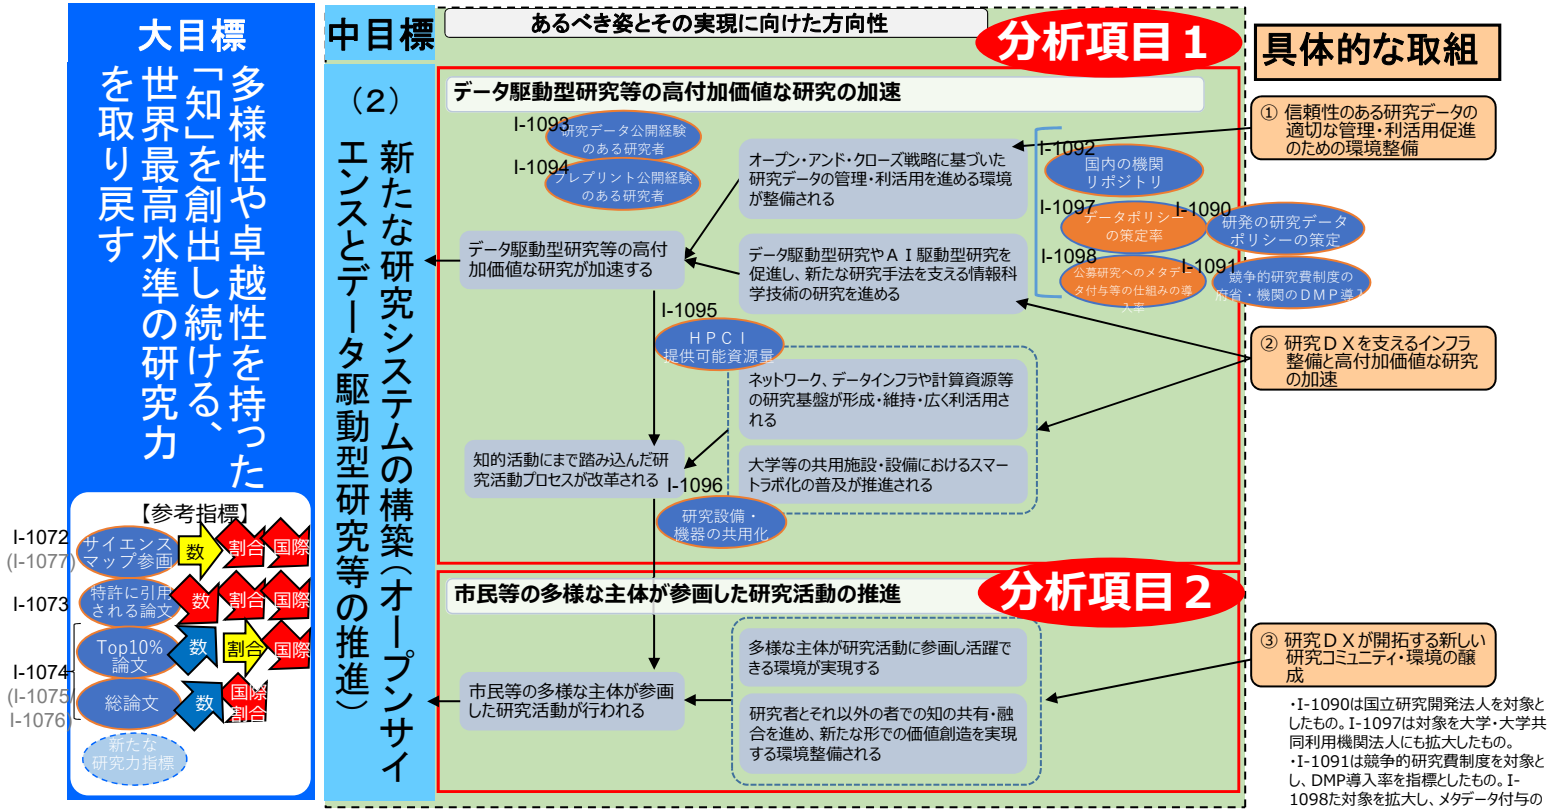 大目標
多様性や卓越性を持った
「知」を創出し続ける、
世界最高水準の研究力
を取り戻す
【参考指標】
I-1072
(I-1077)
サイエンス
マップ参画
数
割合
国際
I-1073
特許に引用
される論文
数
割合
国際
I-1074
Top10%
論文
数
割合
国際
(I-1075
I-1076)
総論文
数
国際
割合
新たな
研究力指標
中目標
（２）
新たな研究システムの構築（オープンサイ
エンスとデータ駆動型研究等の推進）
あるべき姿とその実現に向けた方向性
分析項目１
データ駆動型研究等の高付加価値な研究の加速
I-1093
研究データ公開経験
のある研究者
I-1094
プレプリント公開経験
のある研究者
オープン・アンド・クローズ戦略に基づいた
研究データの管理・利活用を進める環境
が整備される
I-1092
国内の機関
リポジトリ
I-1097
データポリシー
の策定率
I-1090
研発の研究データ
ポリシーの策定
I-1098
公募研究へのメタデー
タ付与等の仕組みの導
入率
I-1091
競争的研究費制度の
府省・機関のＤＭＰ導入
データ駆動型研究等の高付
加価値な研究が加速する
データ駆動型研究やＡＩ駆動型研究を
促進し、新たな研究手法を支える情報科
学技術の研究を進める
I-1095
ＨＰＣＩ
提供可能資源量
ネットワーク、データインフラや計算資源等
の研究基盤が形成・維持・広く利活用さ
れる
知的活動にまで踏み込んだ研
究活動プロセスが改革される
大学等の共用施設・設備におけるスマー
トラボ化の普及が推進される
I-1096
研究設備・
機器の共用化
分析項目２
市民等の多様な主体が参画した研究活動の推進
多様な主体が研究活動に参画し活躍で
きる環境が実現する
市民等の多様な主体が参画
した研究活動が行われる
研究者とそれ以外の者での知の共有・融
合を進め、新たな形での価値創造を実現
する環境整備される
具体的な取組
① 信頼性のある研究データの
適切な管理・利活用促進
のための環境整備
② 研究ＤＸを支えるインフラ
整備と高付加価値な研究
の加速
③ 研究ＤＸが開拓する新しい
研究コミュニティ・環境の醸
成
・I-1090は国立研究開発法人を対象と
したもの。I-1097は対象を大学・大学共
同利用機関法人にも拡大したもの。
・I-1091は競争的研究費制度を対象と
し、DMP導入率を指標としたもの。I-
1098た対象を拡大し、メタデータ付与の